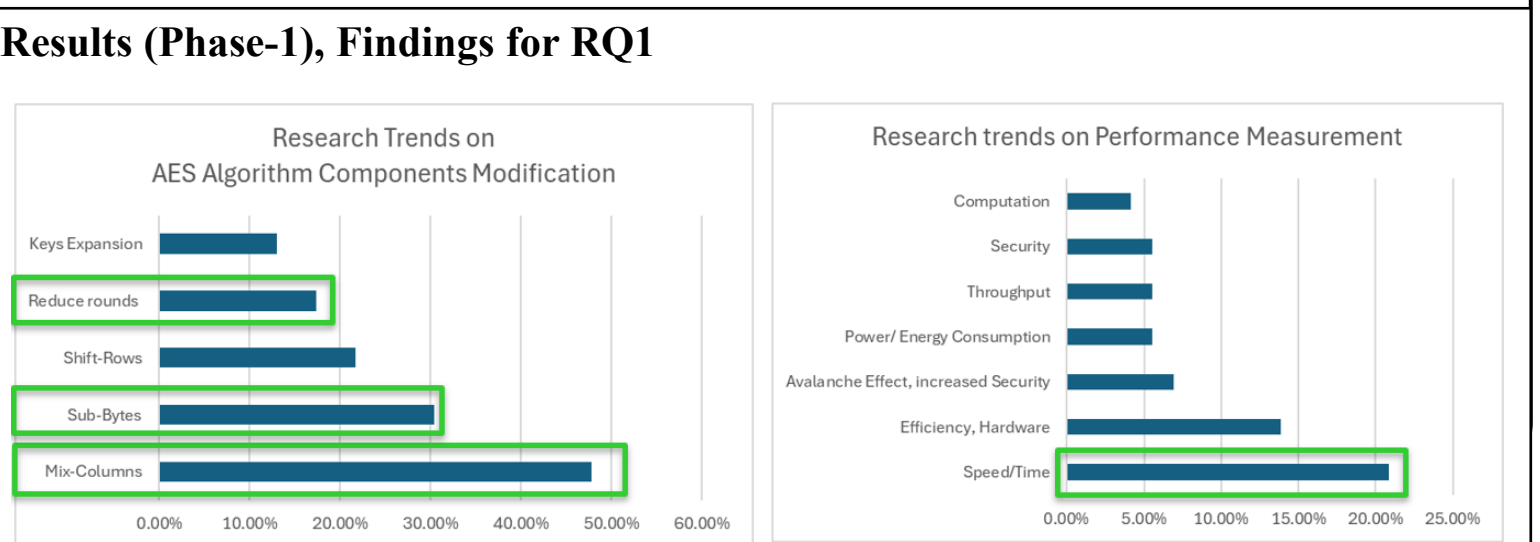 Results (Phase-1), Findings for RQ1
Research Trends on
AES Algorithm Components Modification
Keys Expansion
Reduce rounds
Shift-Rows
Sub-Bytes
Mix-Columns
0.00% 10.00% 20.00% 30.00% 40.00% 50.00% 60.00%
Research trends on Performance Measurement
Computation
Security
Throughput
Power/ Energy Consumption
Avalanche Effect, increased Security
Efficiency, Hardware
Speed/Time
0.00% 5.00% 10.00% 15.00% 20.00% 25.00%